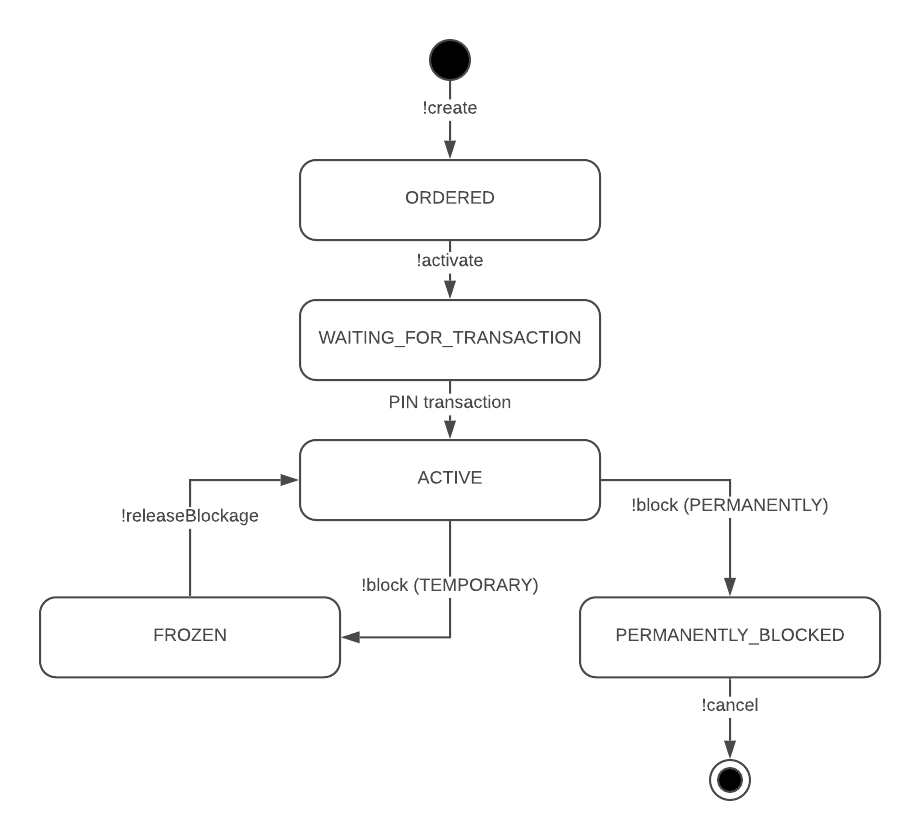 !create
ORDERED
!activate
WAITING_FOR_TRANSACTION
PIN transaction
ACTIVE
!releaseBlockage
!block (PERMANENTLY)
!block (TEMPORARY)
FROZEN
PERMANENTLY_BLOCKED
!cancel